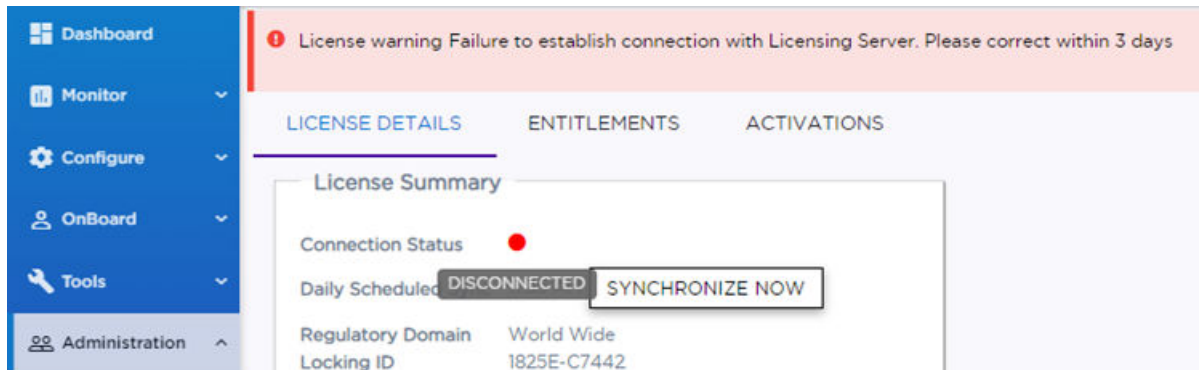 Dashboard
Monitor
Configure
OnBoard
Tools
Administration
License warning Failure to establish connection with Licensing Server. Please correct within 3 days
LICENSE DETAILS ENTITLEMENTS ACTIVATIONS
License Summary
Connection Status
Daily Scheduled DISCONNECTED SYNCHRONIZE NOW
Regulatory Domain World Wide
Locking ID 1825E-C7442